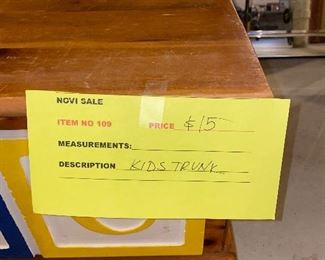 NOVI SALE
ITEM NO 109 PRICE $15
MEASUREMENTS:
DESCRIPTION KIDS TRUNK